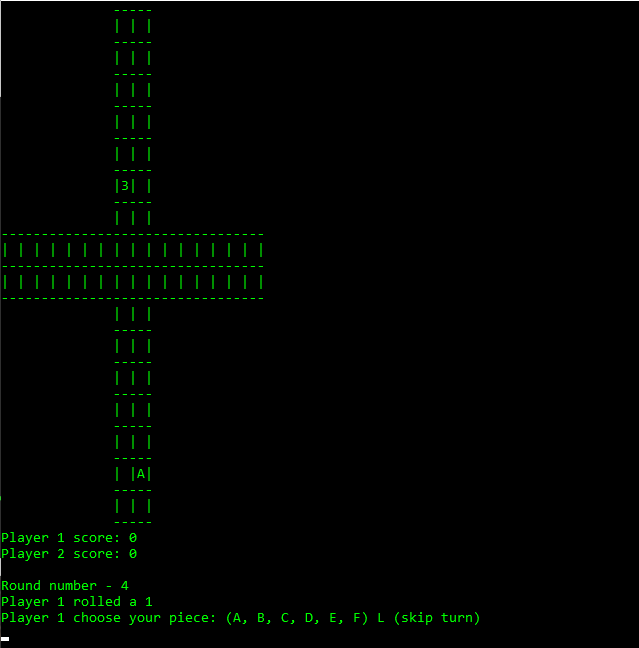 -----
| | |
-----
| | |
-----
| | |
-----
| | |
-----
| | |
-----
|3| |
-----
| | |
---------------------------------
| | | | | | | | | | | | | | | | |
---------------------------------
| | | | | | | | | | | | | | | | |
---------------------------------
| | |
-----
| | |
-----
| | |
-----
| | |
-----
| | |
-----
| |A|
-----
| | |
-----
Player 1 score: 0
Player 2 score: 0
Round number - 4
Player 1 rolled a 1
Player 1 choose your piece: (A, B, C, D, E, F) L (skip turn)